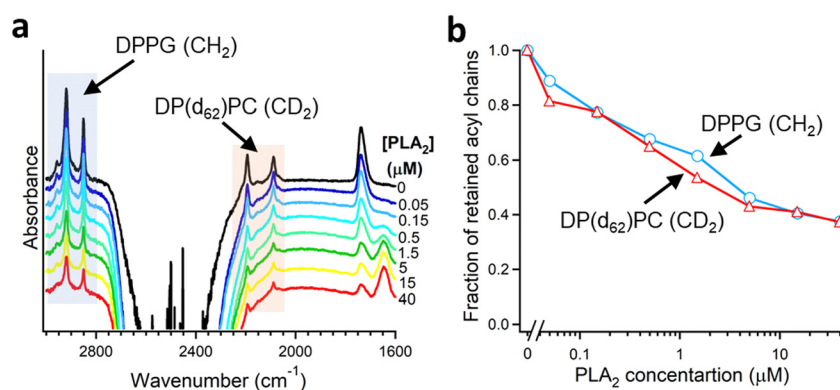 a
DPPG (CH₂)
DP(d₆₂)PC (CD₂)
[PLA₂]
(μM)
0
0.05
0.15
0.5
1.5
5
15
40
Absorbance
2800
2400
2000
1600
Wavenumber (cm⁻¹)
b
1.0
0.8
0.6
0.4
0.2
0.0
Fraction of retained acyl chains
DPPG (CH₂)
DP(d₆₂)PC (CD₂)
0
0.1
1
10
PLA₂ concentartion (μM)